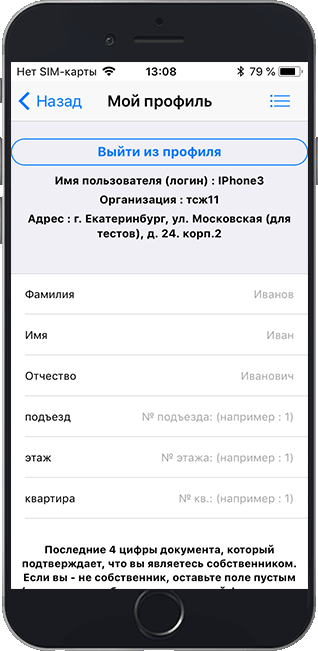 Нет SIM-карты 13:08 79 %
Назад Мой профиль
Выйти из профиля
Имя пользователя (логин) : IPhone3
Организация : тсж11
Адрес : г. Екатеринбург, ул. Московская (для
тестов), д. 24. корп.2
Фамилия Иванов
Имя Иван
Отчество Иванович
подъезд № подъезда: (например : 1)
этаж № этажа: (например : 1)
квартира № кв.: (например : 1)
Последние 4 цифры документа, который
подтверждает, что вы являетесь собственником.
Если вы - не собственник, оставьте поле пустым